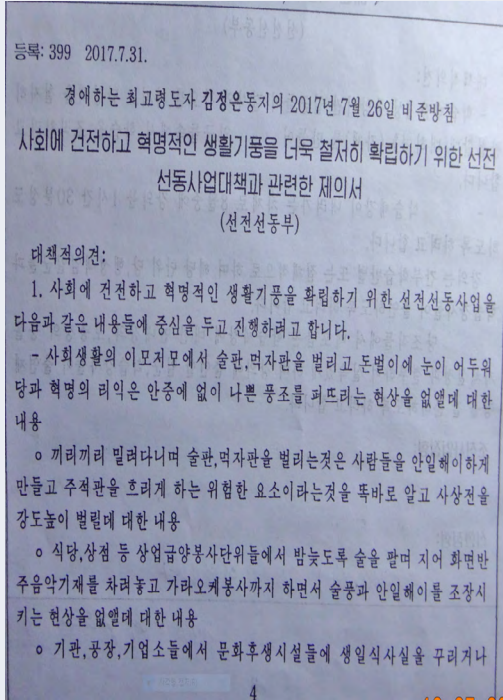 등록: 399  2017.7.31.
경애하는 최고령도자 김정은동지의 2017년 7월 26일 비준방침
사회에 건전하고 혁명적인 생활기풍을 더욱 철저히 확립하기 위한 선전
선동사업대책과 관련한 제의서
(선전선동부)
대책적의견:
1. 사회에 건전하고 혁명적인 생활기풍을 확립하기 위한 선전선동사업을
다음과 같은 내용들에 중심을 두고 진행하려고 합니다.
- 사회생활의 이모저모에서 술판,먹자판을 벌리고 돈벌이에 눈이 어두워
당과 혁명의 리익은 안중에 없이 나쁜 풍조를 퍼뜨리는 현상을 없앨데 대한
내용
o 끼리끼리 밀려다니며 술판,먹자판을 벌리는것은 사람들을 안일해이하게
만들고 주적판을 흐리게 하는 위험한 요소이라는것을 똑바로 알고 사상전을
강도높이 벌릴데 대한 내용
o 식당,상점 등 상업급양봉사단위들에서 밤늦도록 술을 팔며 지어 화면반
주음악기재를 차려놓고 가라오케봉사까지 하면서 술풍과 안일해이를 조장시
키는 현상을 없앨데 대한 내용
o 기관,공장,기업소들에서 문화후생시설들에 생일식사실을 꾸리거나
4